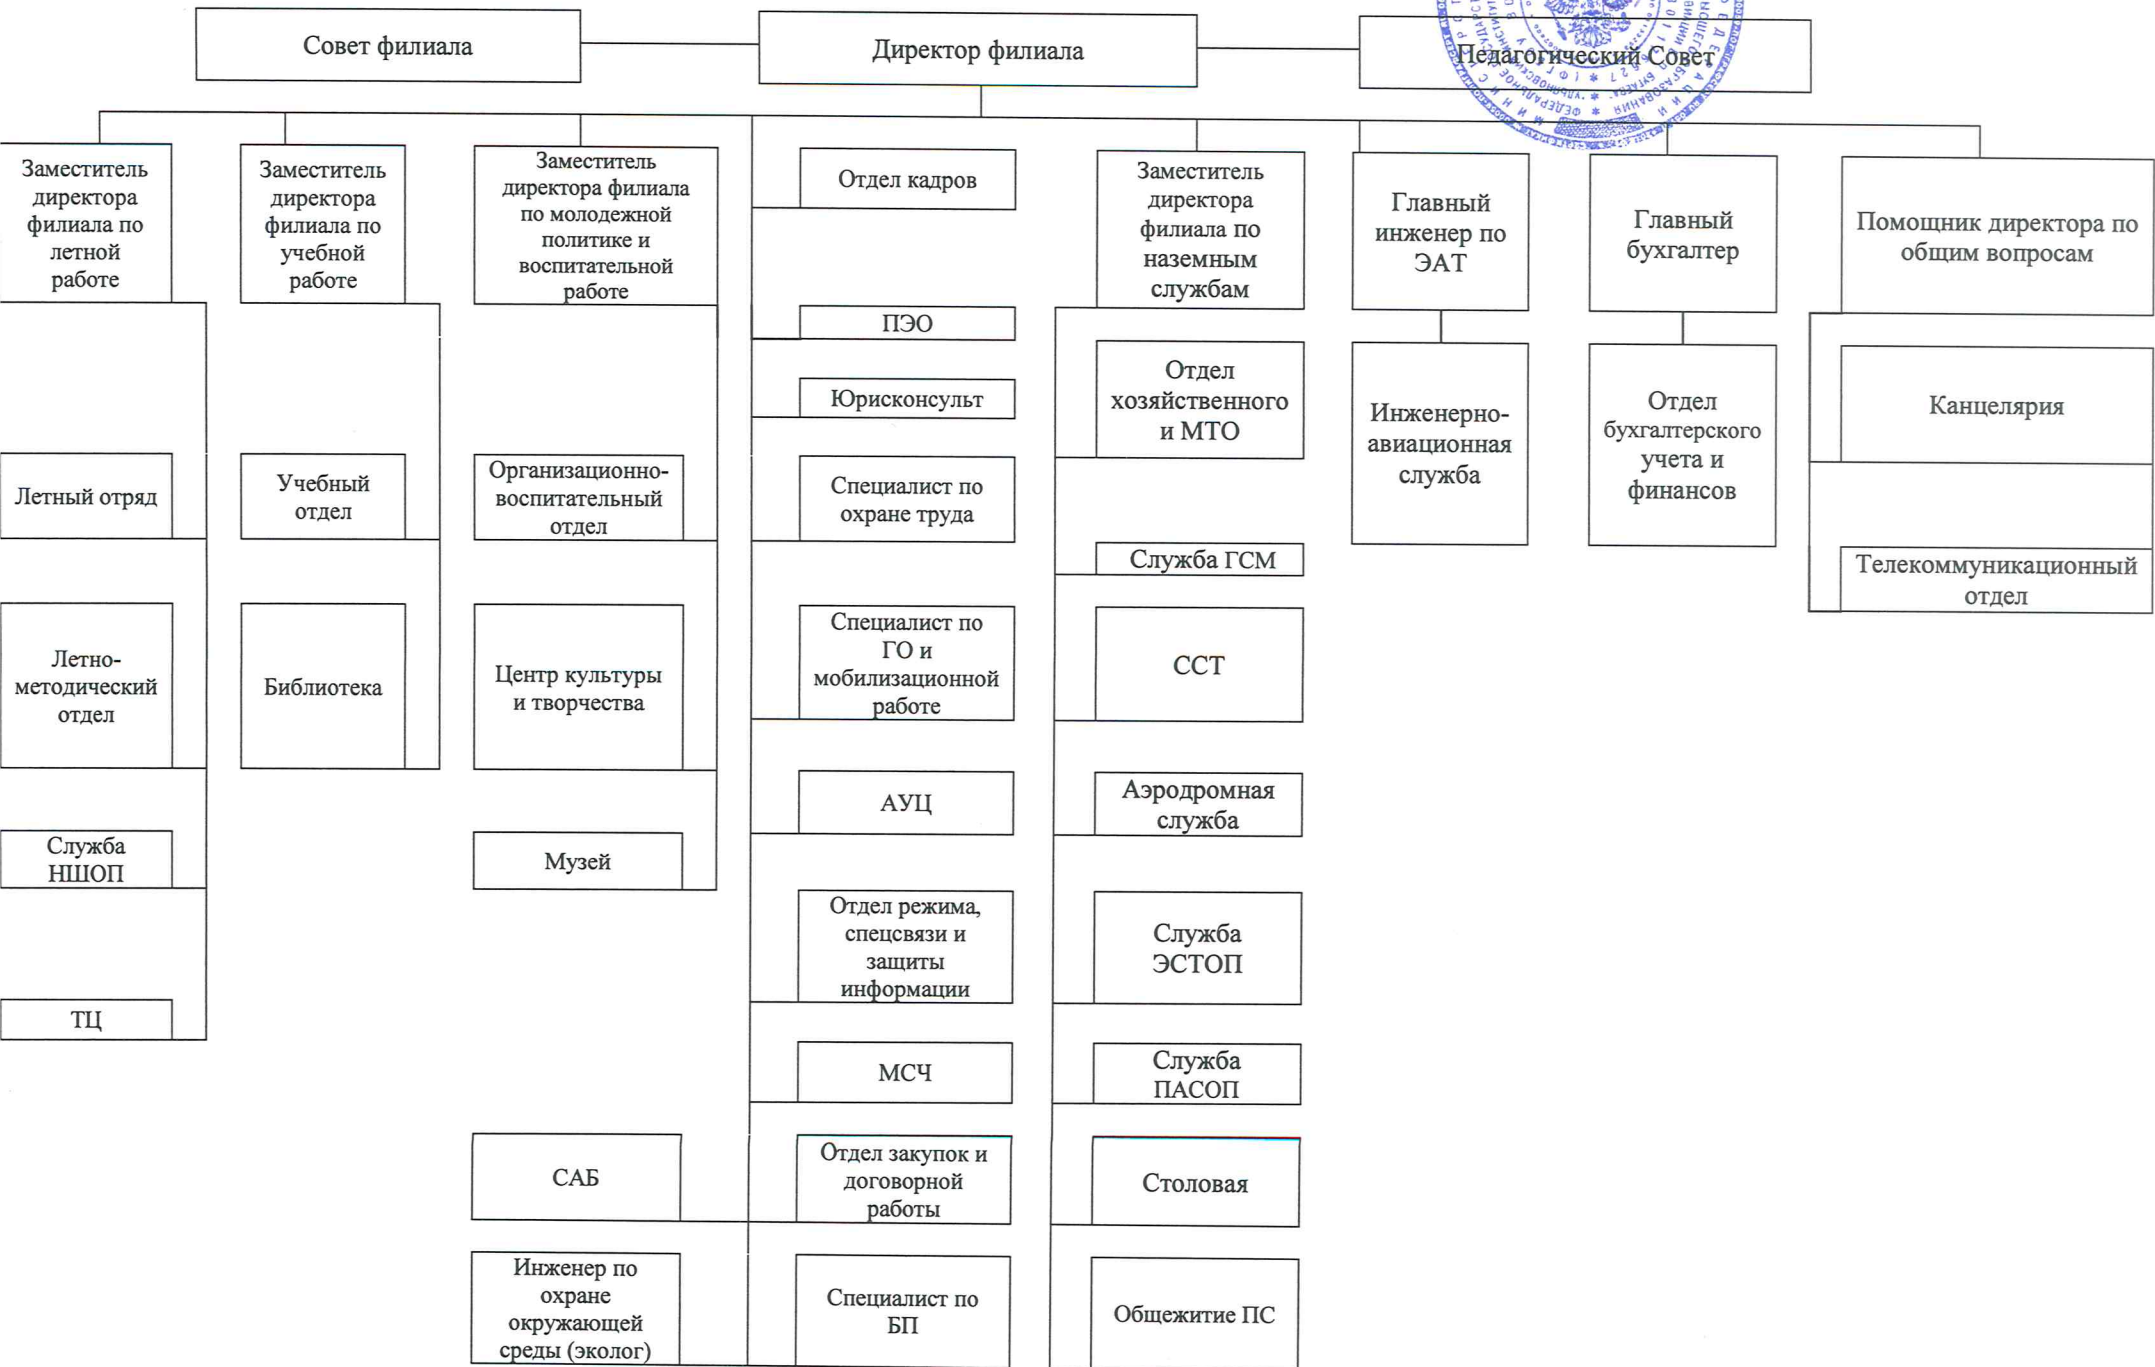 Совет филиала
Директор филиала
Педагогический Совет
Заместитель
директора
филиала по
летной
работе
Летный отряд
Летно-
методический
отдел
Служба
НШОП
ТЦ
Заместитель
директора
филиала по
учебной
работе
Учебный
отдел
Библиотека
Заместитель
директора филиала
по молодежной
политике и
воспитательной
работе
Организационно-
воспитательный
отдел
Центр культуры
и творчества
Музей
САБ
Инженер по
охране
окружающей
среды (эколог)
Отдел кадров
ПЭО
Юрисконсульт
Специалист по
охране труда
Специалист по
ГО и
мобилизационной
работе
АУЦ
Отдел режима,
спецсвязи и
защиты
информации
МСЧ
Отдел закупок и
договорной
работы
Специалист по
БП
Заместитель
директора
филиала по
наземным
службам
Отдел
хозяйственного
и МТО
Служба ГСМ
ССТ
Аэродромная
служба
Служба
ЭСТОП
Служба
ПАСОП
Столовая
Общежитие ПС
Главный
инженер по
ЭАТ
Инженерно-
авиационная
служба
Главный
бухгалтер
Отдел
бухгалтерского
учета и
финансов
Помощник директора по
общим вопросам
Канцелярия
Телекоммуникационный
отдел